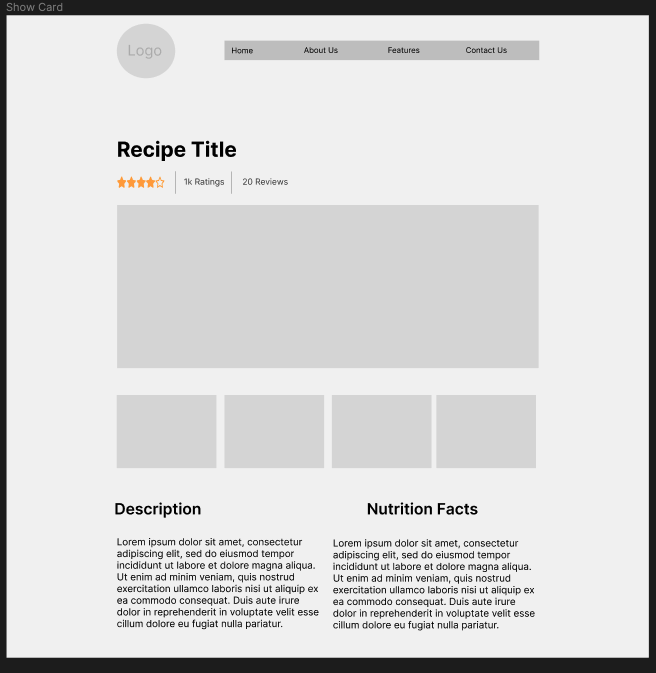 Show Card
Logo
Home About Us Features Contact Us
Recipe Title
1k Ratings 20 Reviews
Description
Lorem ipsum dolor sit amet, consectetur
adipiscing elit, sed do eiusmod tempor
incididunt ut labore et dolore magna aliqua.
Ut enim ad minim veniam, quis nostrud
exercitation ullamco laboris nisi ut aliquip ex
ea commodo consequat. Duis aute irure
dolor in reprehenderit in voluptate velit esse
cillum dolore eu fugiat nulla pariatur.
Nutrition Facts
Lorem ipsum dolor sit amet, consectetur
adipiscing elit, sed do eiusmod tempor
incididunt ut labore et dolore magna aliqua.
Ut enim ad minim veniam, quis nostrud
exercitation ullamco laboris nisi ut aliquip ex
ea commodo consequat. Duis aute irure
dolor in reprehenderit in voluptate velit esse
cillum dolore eu fugiat nulla pariatur.